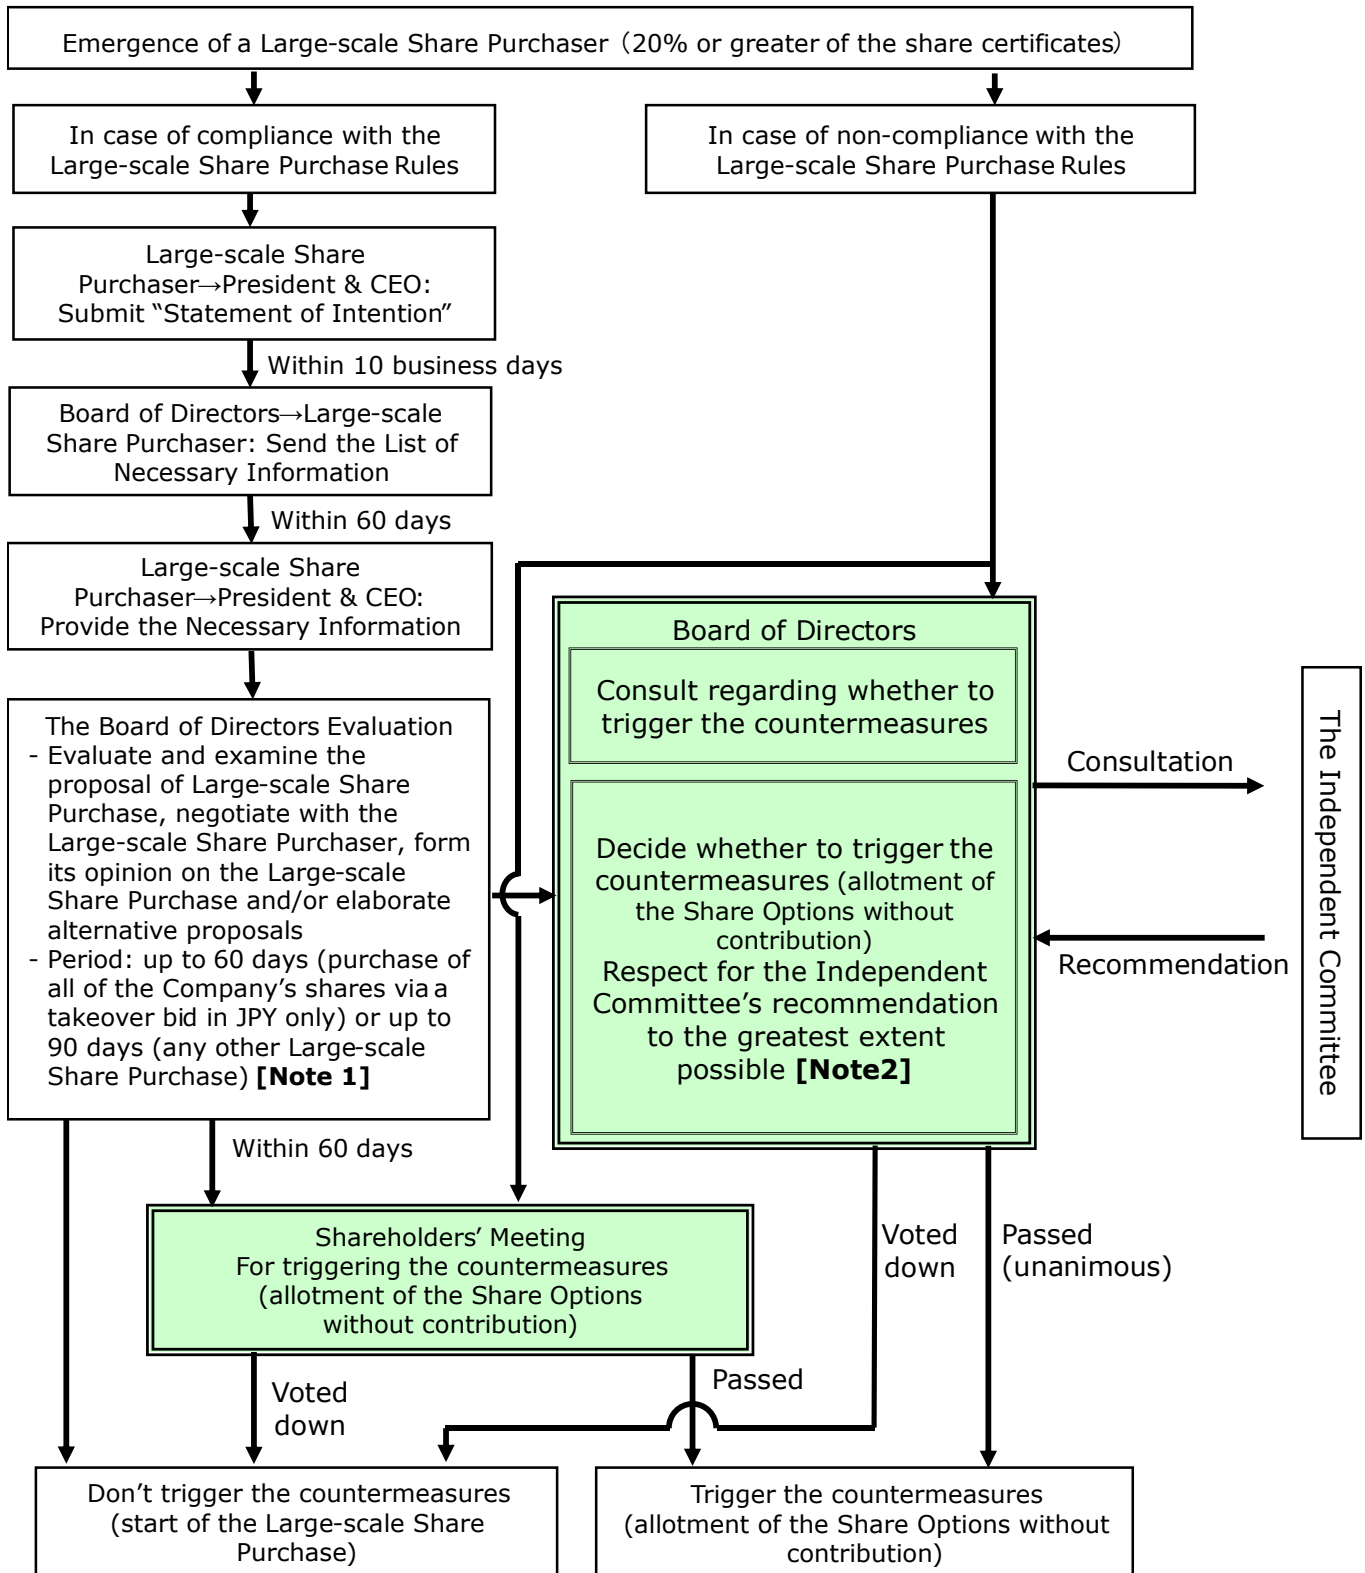 Emergence of a Large-scale Share Purchaser（20% or greater of the share certificates）
In case of compliance with the
Large-scale Share Purchase Rules
In case of non-compliance with the
Large-scale Share Purchase Rules
Large-scale Share
Purchaser→President & CEO:
Submit “Statement of Intention”
Within 10 business days
Board of Directors→Large-scale
Share Purchaser: Send the List of
Necessary Information
Within 60 days
Large-scale Share
Purchaser→President & CEO:
Provide the Necessary Information
The Board of Directors Evaluation
- Evaluate and examine the
proposal of Large-scale Share
Purchase, negotiate with the
Large-scale Share Purchaser, form
its opinion on the Large-scale
Share Purchase and/or elaborate
alternative proposals
- Period: up to 60 days (purchase of
all of the Company’s shares via a
takeover bid in JPY only) or up to
90 days (any other Large-scale
Share Purchase) [Note 1]
Board of Directors
Consult regarding whether to
trigger the countermeasures
Decide whether to trigger the
countermeasures (allotment of
the Share Options without
contribution)
Respect for the Independent
Committee’s recommendation
to the greatest extent
possible [Note2]
Consultation
Recommendation
The Independent Committee
Within 60 days
Shareholders’ Meeting
For triggering the countermeasures
(allotment of the Share Options
without contribution)
Voted
down
Passed
(unanimous)
Voted
down
Passed
Don’t trigger the countermeasures
(start of the Large-scale Share
Purchase)
Trigger the countermeasures
(allotment of the Share Options without
contribution)